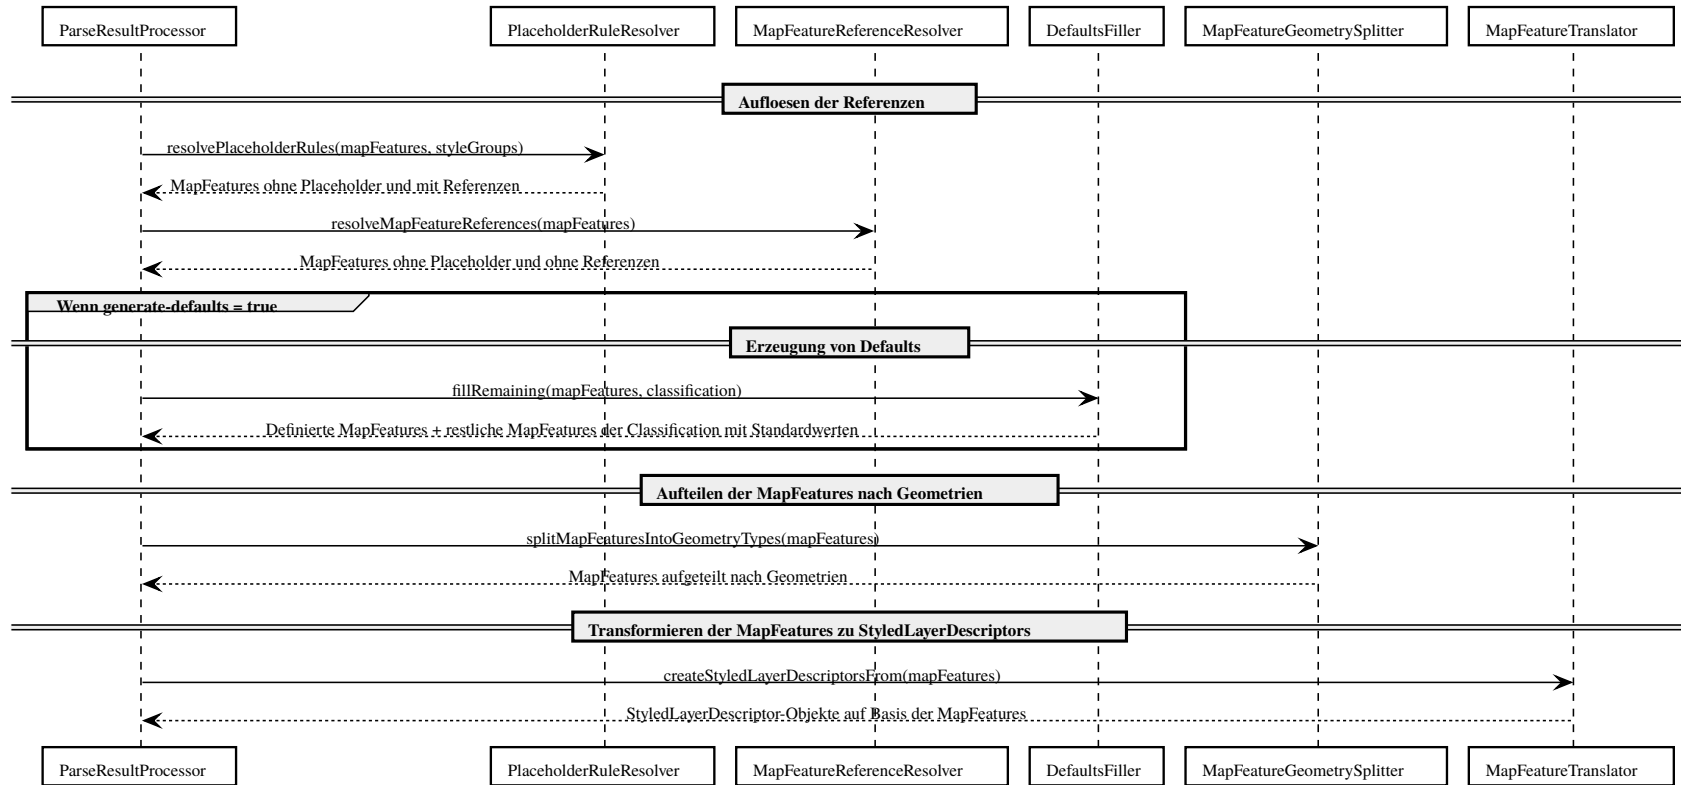 ParseResultProcessor
PlaceholderRuleResolver
MapFeatureReferenceResolver
DefaultsFiller
MapFeatureGeometrySplitter
MapFeatureTranslator
Aufloesen der Referenzen
resolvePlaceholderRules(mapFeatures, styleGroups)
MapFeatures ohne Placeholder und mit Referenzen
resolveMapFeatureReferences(mapFeatures)
MapFeatures ohne Placeholder und ohne Referenzen
Wenn generate-defaults = true
Erzeugung von Defaults
fillRemaining(mapFeatures, classification)
Definierte MapFeatures + restliche MapFeatures der Classification mit Standardwerten
Aufteilen der MapFeatures nach Geometrien
splitMapFeaturesIntoGeometryTypes(mapFeatures)
MapFeatures aufgeteilt nach Geometrien
Transformieren der MapFeatures zu StyledLayerDescriptors
createStyledLayerDescriptorsFrom(mapFeatures)
StyledLayerDescriptor-Objekte auf Basis der MapFeatures
ParseResultProcessor
PlaceholderRuleResolver
MapFeatureReferenceResolver
DefaultsFiller
MapFeatureGeometrySplitter
MapFeatureTranslator